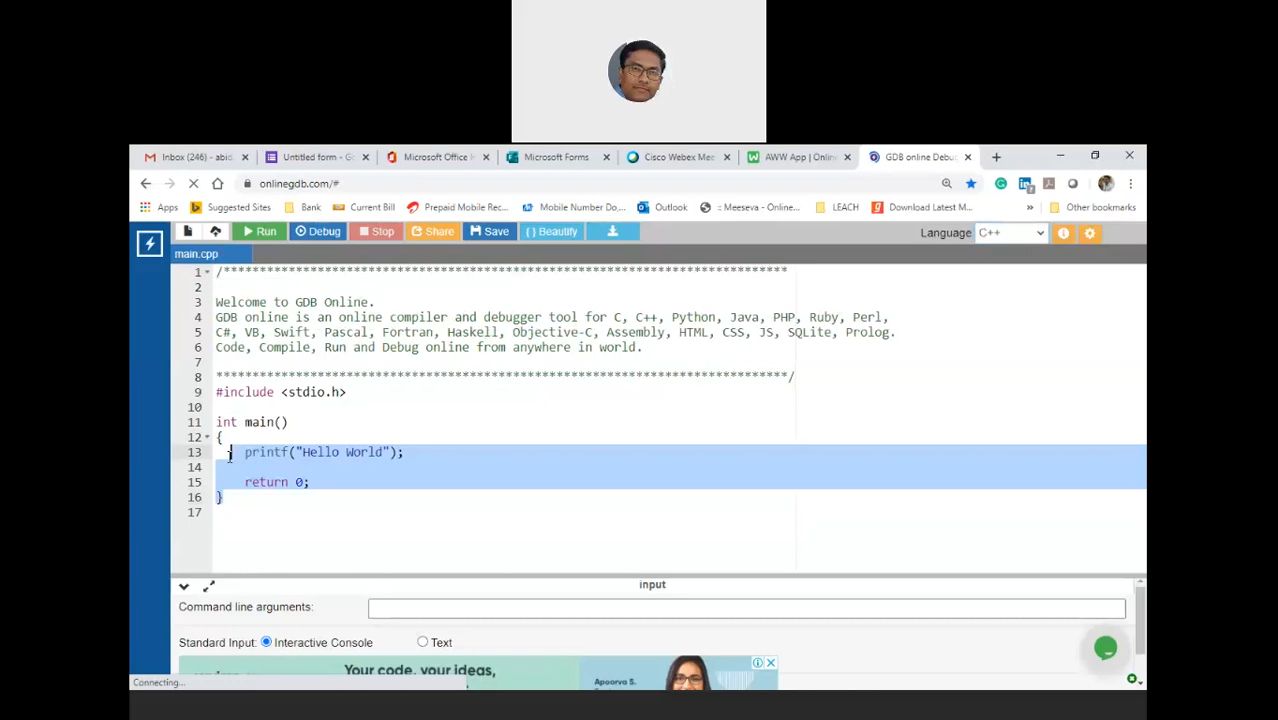 Inbox (246) - abid.
Untitled form - Go
Microsoft Office H
Microsoft Forms
Cisco Webex Mee
AWW App | Online
GDB online Debu
onlinegdb.com/#
Apps
Suggested Sites
Bank
Current Bill
Prepaid Mobile Rec...
Mobile Number Do,...
Outlook
:: Meeseva - Online...
LEACH
Download Latest M...
»
Other bookmarks
Run
Debug
Stop
Share
Save
{ } Beautify
Language
C++
main.cpp
1 /******************************************************************************
2
3 Welcome to GDB Online.
4 GDB online is an online compiler and debugger tool for C, C++, Python, Java, PHP, Ruby, Perl,
5 C#, VB, Swift, Pascal, Fortran, Haskell, Objective-C, Assembly, HTML, CSS, JS, SQLite, Prolog.
6 Code, Compile, Run and Debug online from anywhere in world.
7
8 *******************************************************************************/
9 #include <stdio.h>
10
11 int main()
12 {
13 printf("Hello World");
14
15 return 0;
16 }
17
input
Command line arguments:
Standard Input: Interactive Console Text
Your code, your ideas,
Apoorva S.
Connecting...